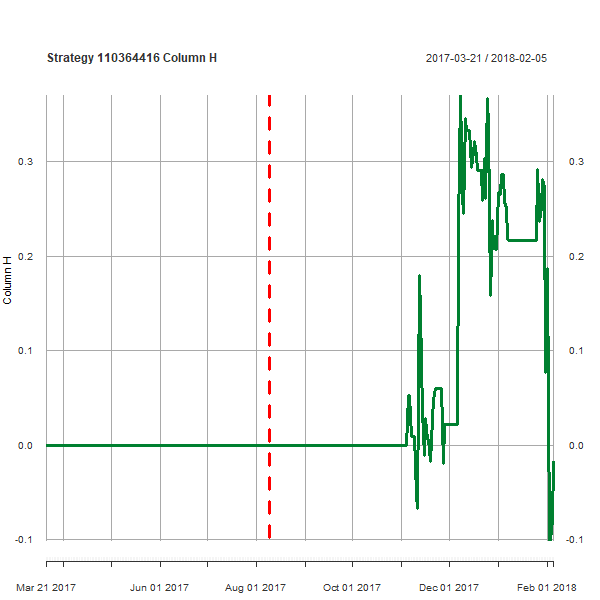 Strategy 110364416 Column H 2017-03-21 / 2018-02-05
0.3 0.3
0.2 0.2
Column H
0.1 0.1
0.0 0.0
-0.1 -0.1
Mar 21 2017 Jun 01 2017 Aug 01 2017 Oct 01 2017 Dec 01 2017 Feb 01 2018